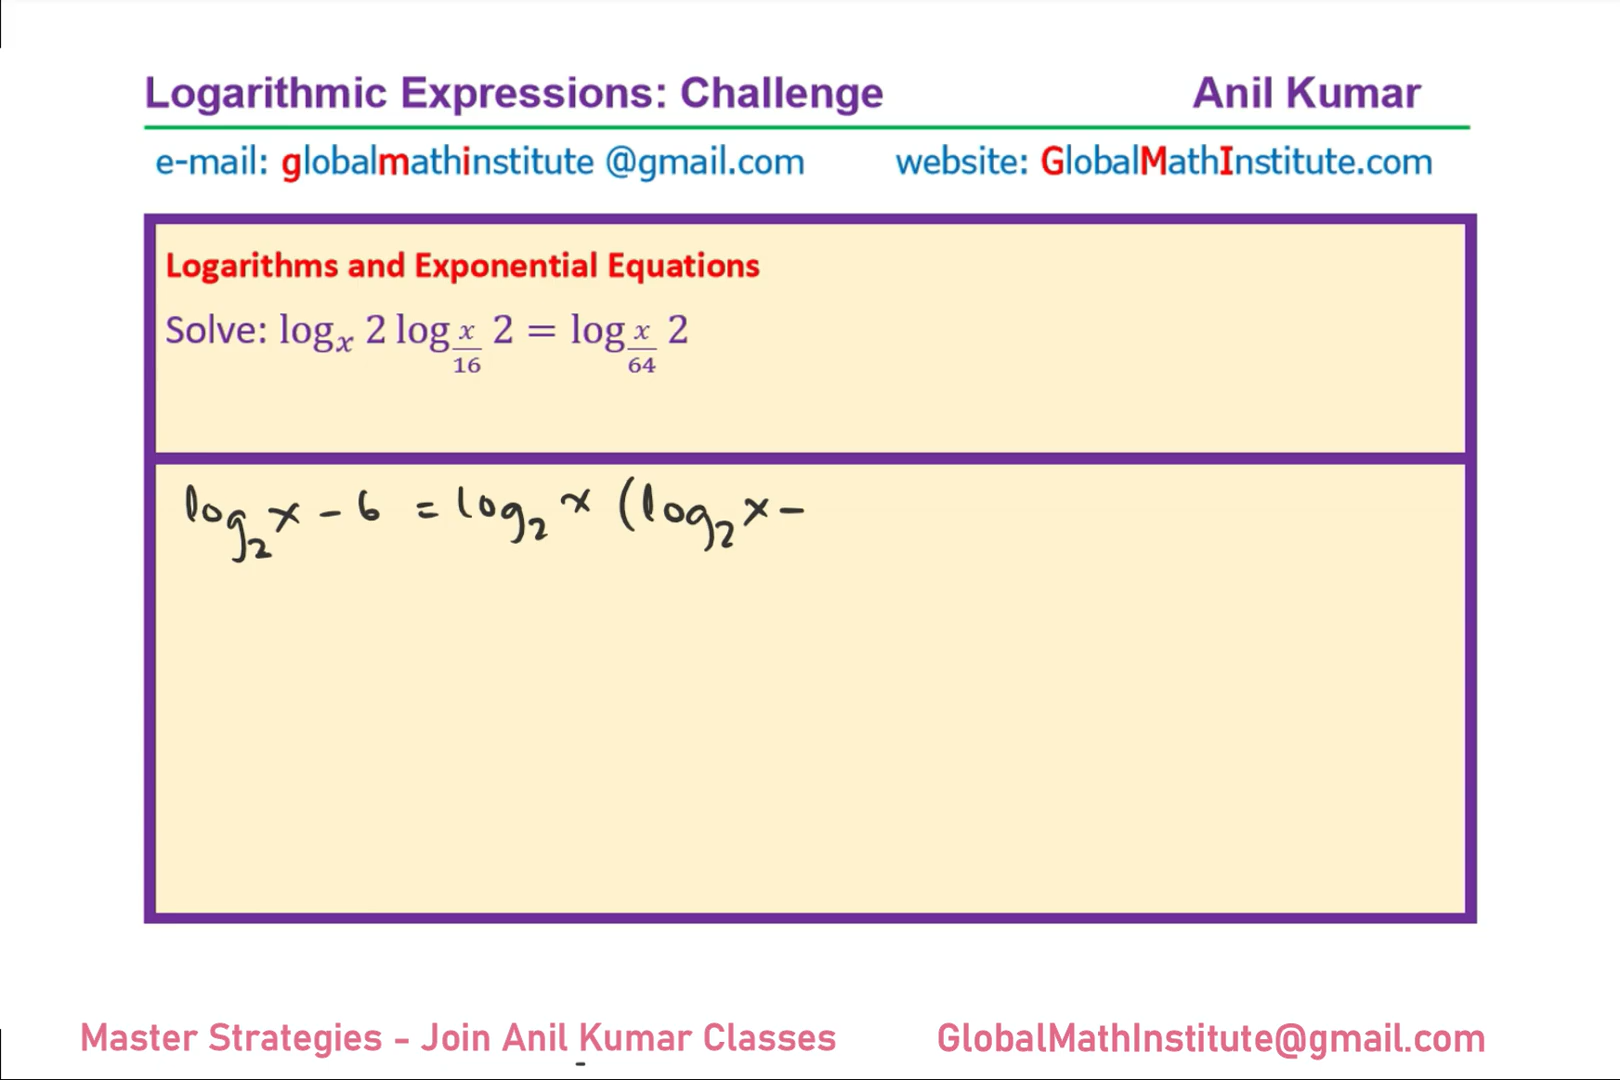 Logarithmic Expressions: Challenge Anil Kumar
e-mail: globalmathinstitute @gmail.com website: GlobalMathInstitute.com
Logarithms and Exponential Equations
Solve: logₓ 2 log_{x/16} 2 = log_{x/64} 2
log₂x - 6 = log₂x (log₂x -
Master Strategies - Join Anil Kumar Classes GlobalMathInstitute@gmail.com